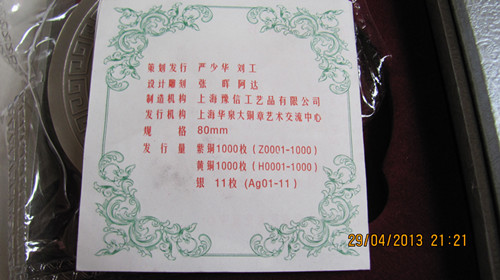 策划发行 严少华 刘工
设计雕刻 张晖 阿达
制造机构 上海豫信工艺品有限公司
发行机构 上海华泉大铜章艺术交流中心
规格 80mm
发行量 紫铜1000枚(Z0001-1000)
黄铜1000枚(H0001-1000)
银 11枚(Ag01-11)
29/04/2013 21:21